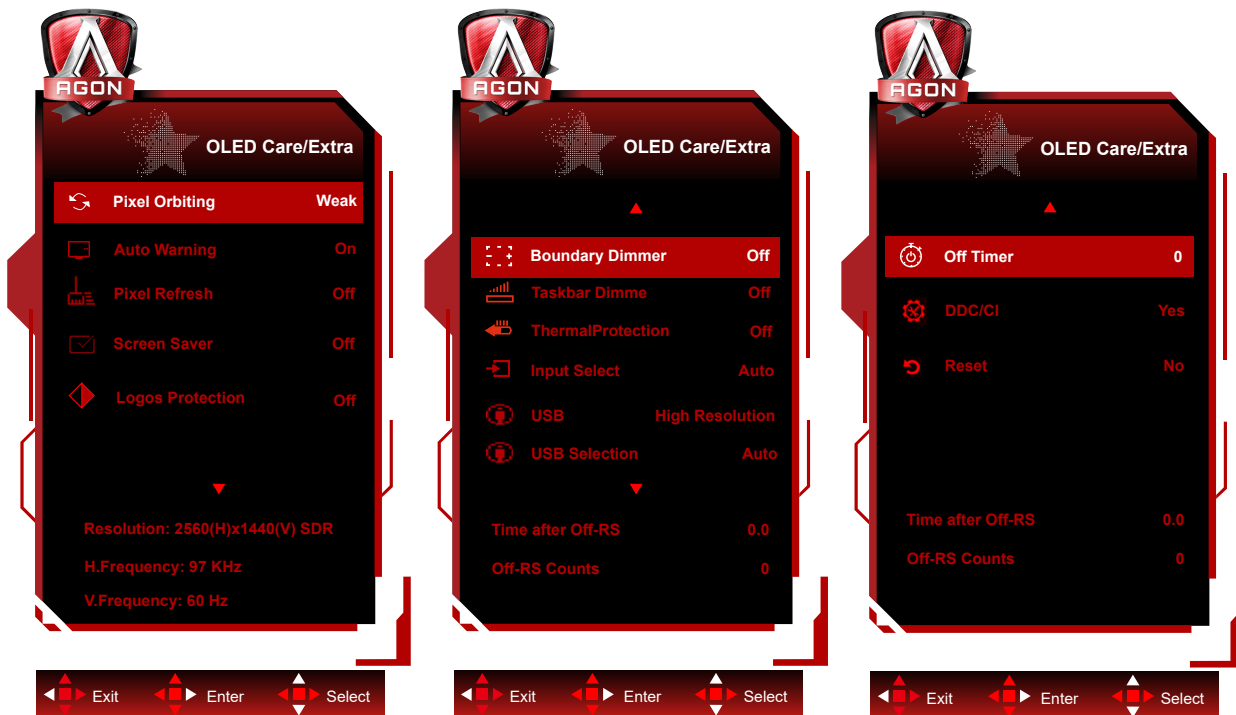 AGON
OLED Care/Extra
Pixel Orbiting Weak
Auto Warning On
Pixel Refresh Off
Screen Saver Off
Logos Protection Off
Resolution: 2560(H)x1440(V) SDR
H.Frequency: 97 KHz
V.Frequency: 60 Hz
Exit Enter Select
AGON
OLED Care/Extra
Boundary Dimmer Off
Taskbar Dimme Off
ThermalProtection Off
Input Select Auto
USB High Resolution
USB Selection Auto
Time after Off-RS 0.0
Off-RS Counts 0
Exit Enter Select
AGON
OLED Care/Extra
Off Timer 0
DDC/CI Yes
Reset No
Time after Off-RS 0.0
Off-RS Counts 0
Exit Enter Select